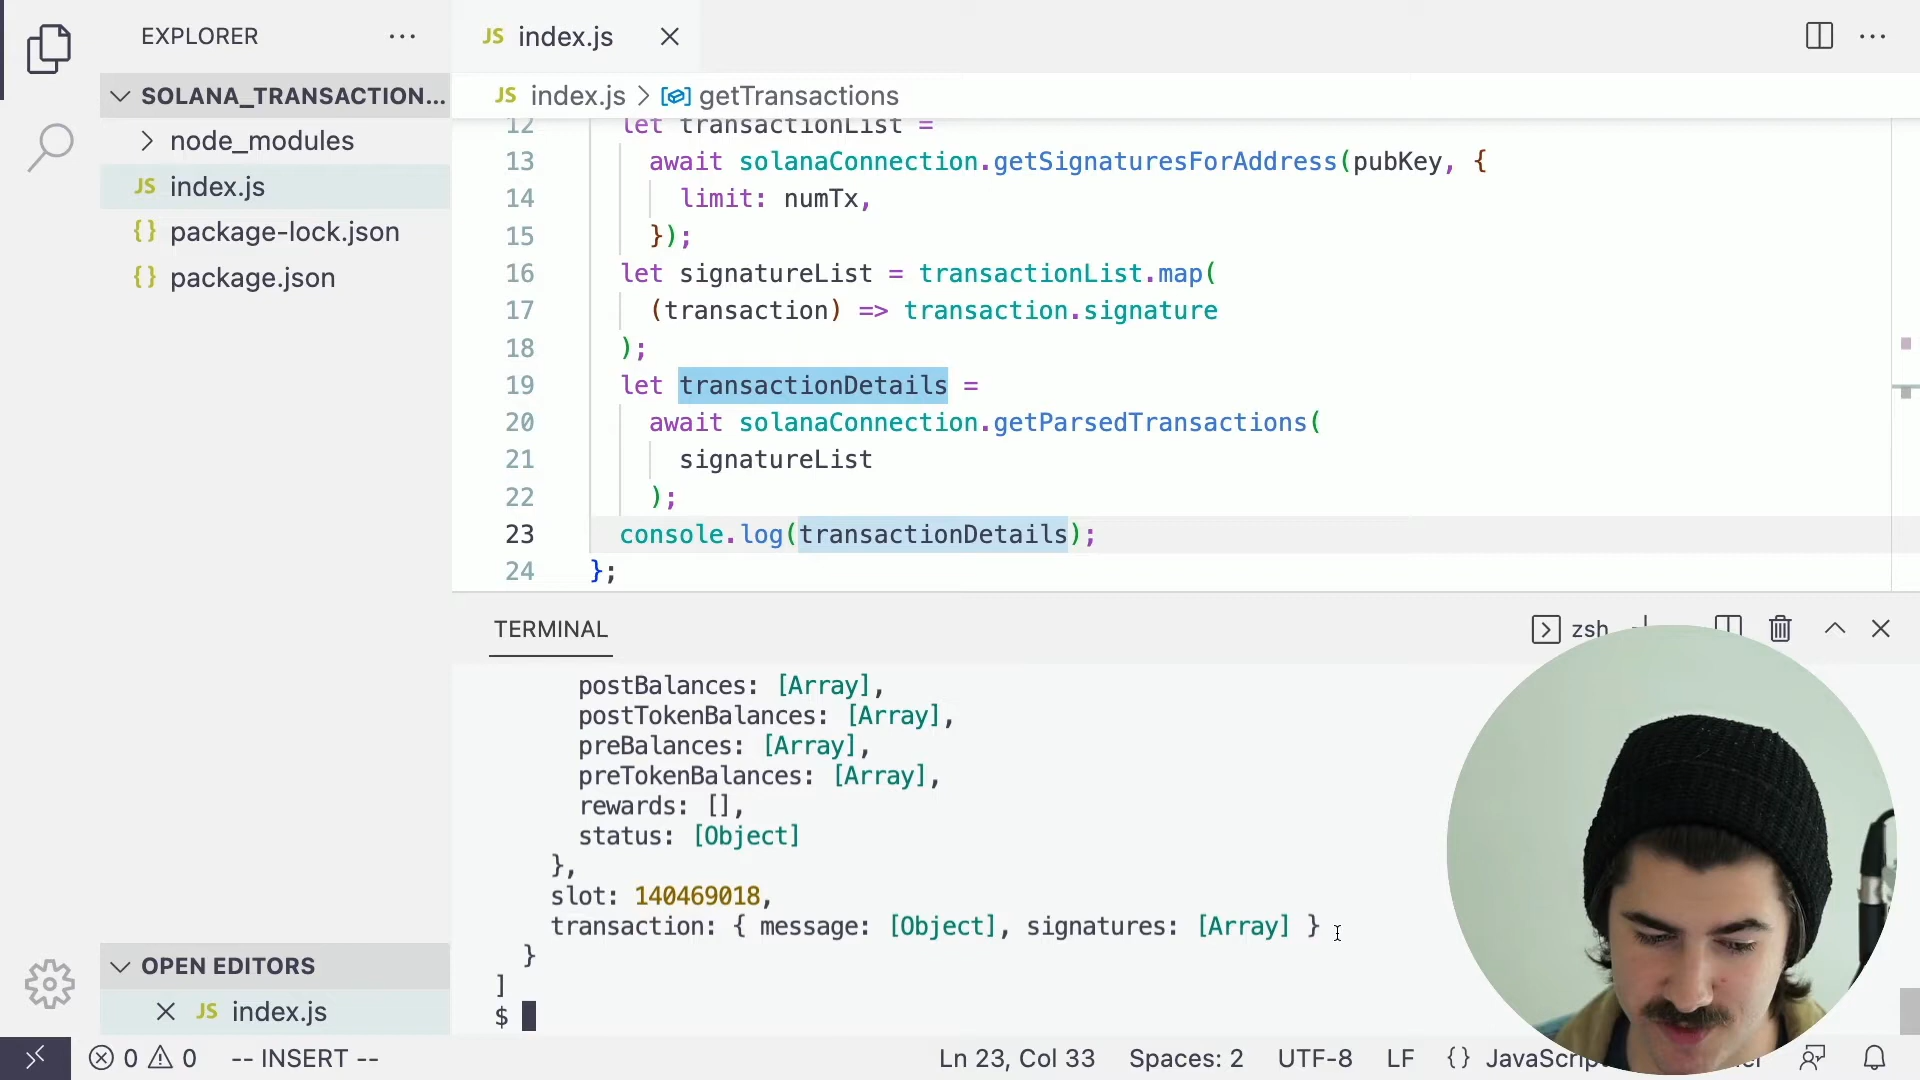 EXPLORER
···
JS index.js
···
SOLANA_TRANSACTION...
node_modules
JS index.js
{} package-lock.json
{} package.json
JS index.js > getTransactions
12 let transactionList =
13 await solanaConnection.getSignaturesForAddress(pubKey, {
14 limit: numTx,
15 });
16 let signatureList = transactionList.map(
17 (transaction) => transaction.signature
18 );
19 let transactionDetails =
20 await solanaConnection.getParsedTransactions(
21 signatureList
22 );
23 console.log(transactionDetails);
24 };
TERMINAL
zsh
postBalances: [Array],
postTokenBalances: [Array],
preBalances: [Array],
preTokenBalances: [Array],
rewards: [],
status: [Object]
},
slot: 140469018,
transaction: { message: [Object], signatures: [Array] }
}
]
$
OPEN EDITORS
JS index.js
0 0 -- INSERT --
Ln 23, Col 33 Spaces: 2 UTF-8 LF {}